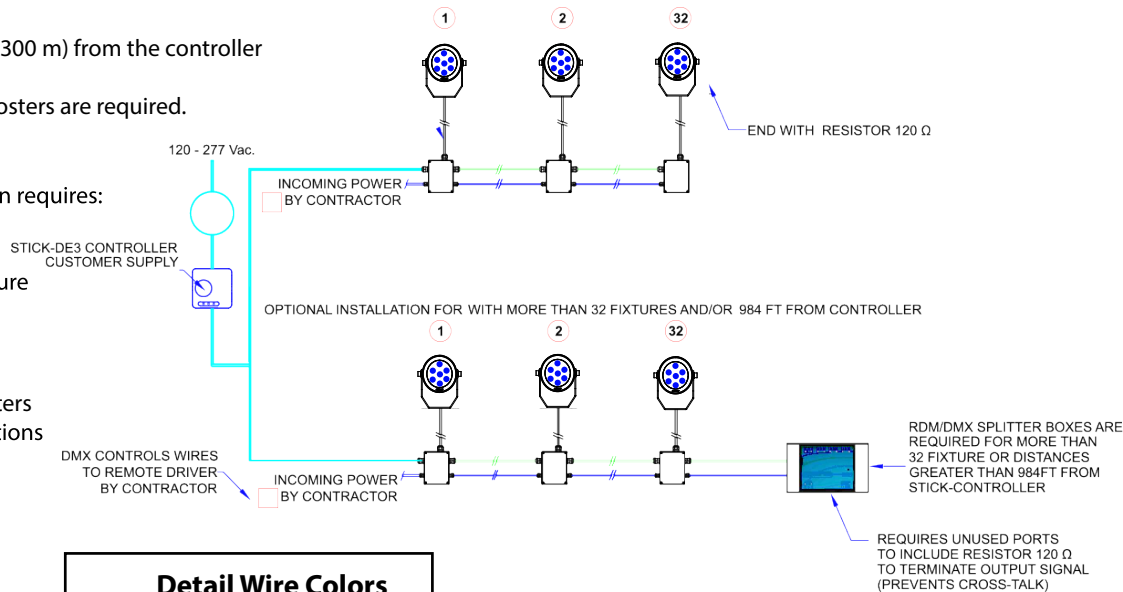 300 m) from the controller
osters are required.
n requires:
ure
ters
tions
1
2
32
END WITH RESISTOR 120 Ω
120 - 277 Vac.
INCOMING POWER
BY CONTRACTOR
STICK-DE3 CONTROLLER
CUSTOMER SUPPLY
OPTIONAL INSTALLATION FOR WITH MORE THAN 32 FIXTURES AND/OR 984 FT FROM CONTROLLER
1
2
32
DMX CONTROLS WIRES
TO REMOTE DRIVER
BY CONTRACTOR
INCOMING POWER
BY CONTRACTOR
RDM/DMX SPLITTER BOXES ARE
REQUIRED FOR MORE THAN
32 FIXTURE OR DISTANCES
GREATER THAN 984FT FROM
STICK-CONTROLLER
REQUIRES UNUSED PORTS
TO INCLUDE RESISTOR 120 Ω
TO TERMINATE OUTPUT SIGNAL
(PREVENTS CROSS-TALK)
Detail Wire Colors